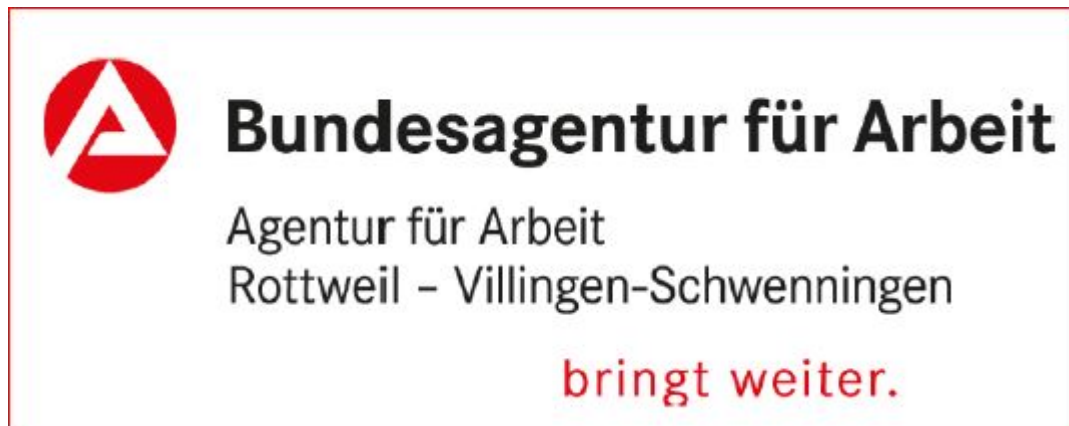 Bundesagentur für Arbeit
Agentur für Arbeit
Rottweil – Villingen-Schwenningen
bringt weiter.